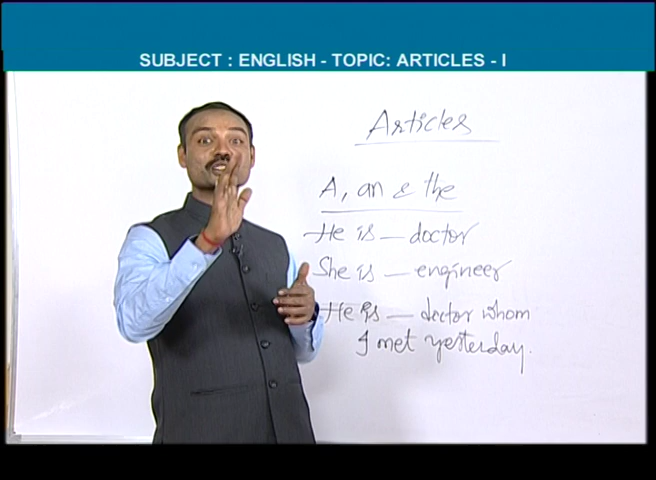 SUBJECT : ENGLISH - TOPIC: ARTICLES - I
Articles
A, an & the
He is — doctor
She is — engineer
He is — doctor whom
I met yesterday.